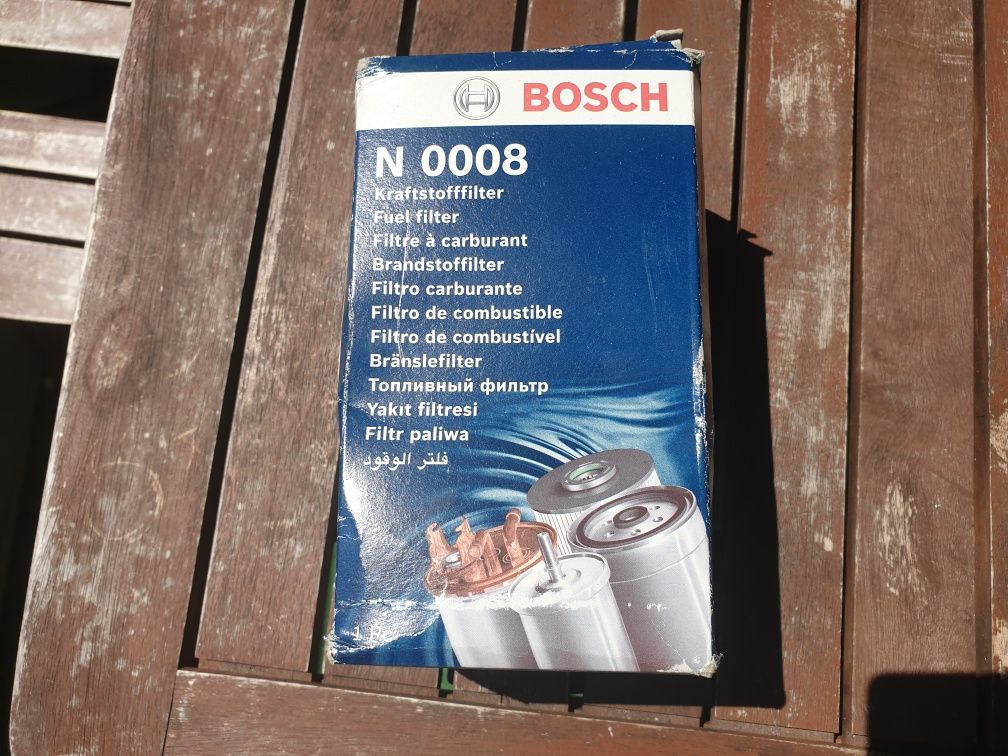 BOSCH
N 0008
Kraftstofffilter
Fuel filter
Filtre à carburant
Brandstoffilter
Filtro carburante
Filtro de combustible
Filtro de combustível
Bränslefilter
Топливный фильтр
Yakıt filtresi
Filtr paliwa
فلتر الوقود
1